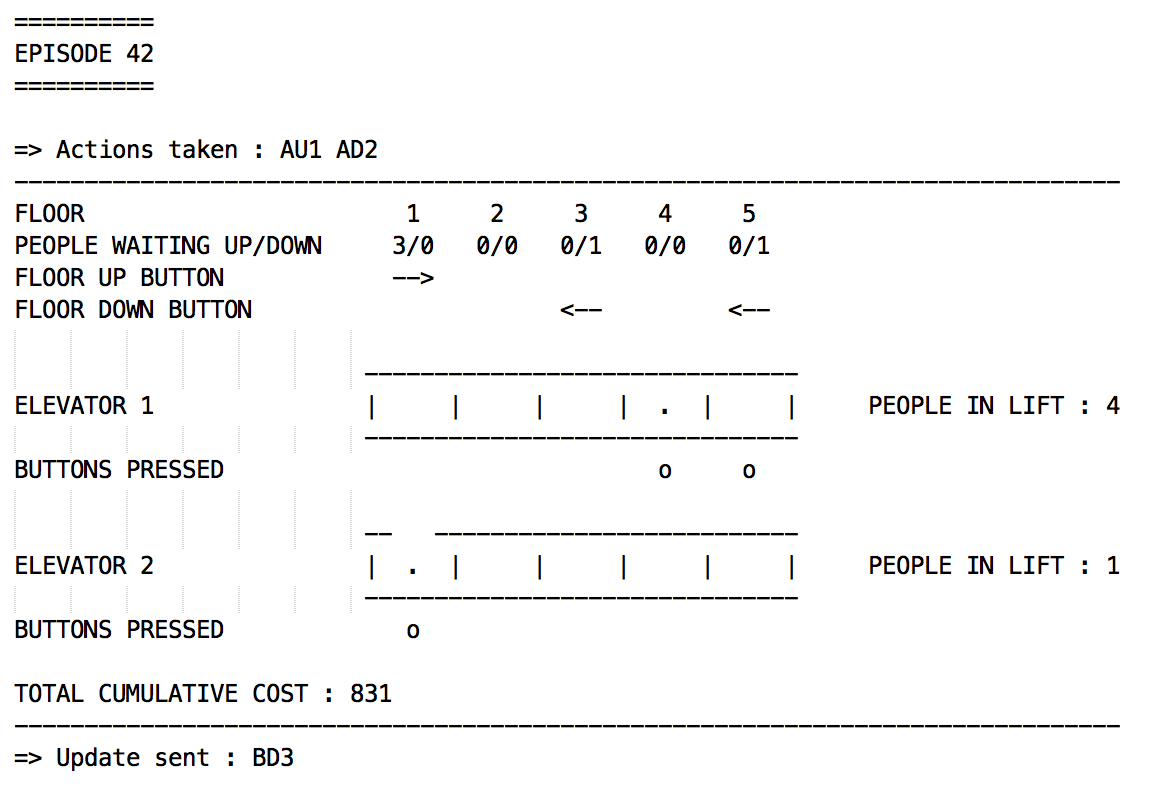 ==========
EPISODE 42
==========
=> Actions taken : AU1 AD2
-------------------------------------------------------------------------------
FLOOR                       1     2     3     4     5
PEOPLE WAITING UP/DOWN     3/0   0/0   0/1   0/0   0/1
FLOOR UP BUTTON            -->
FLOOR DOWN BUTTON                      <--         <--
                         -------------------------------
ELEVATOR 1               |     |     |     |  .  |     |     PEOPLE IN LIFT : 4
                         -------------------------------
BUTTONS PRESSED                               o     o
                         --   --------------------------
ELEVATOR 2               |  .  |     |     |     |     |     PEOPLE IN LIFT : 1
                         -------------------------------
BUTTONS PRESSED             o
TOTAL CUMULATIVE COST : 831
-------------------------------------------------------------------------------
=> Update sent : BD3